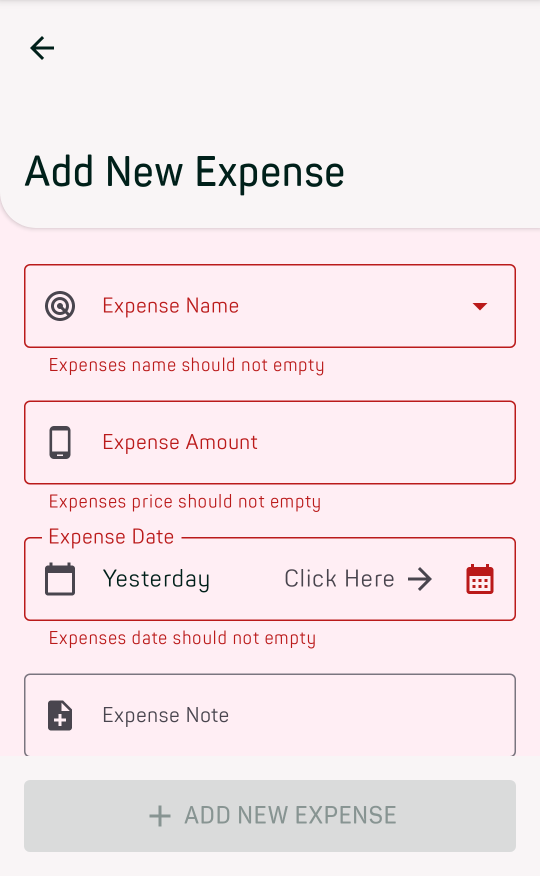 Add New Expense
Expense Name
Expenses name should not empty
Expense Amount
Expenses price should not empty
Expense Date
Yesterday Click Here
Expenses date should not empty
Expense Note
ADD NEW EXPENSE